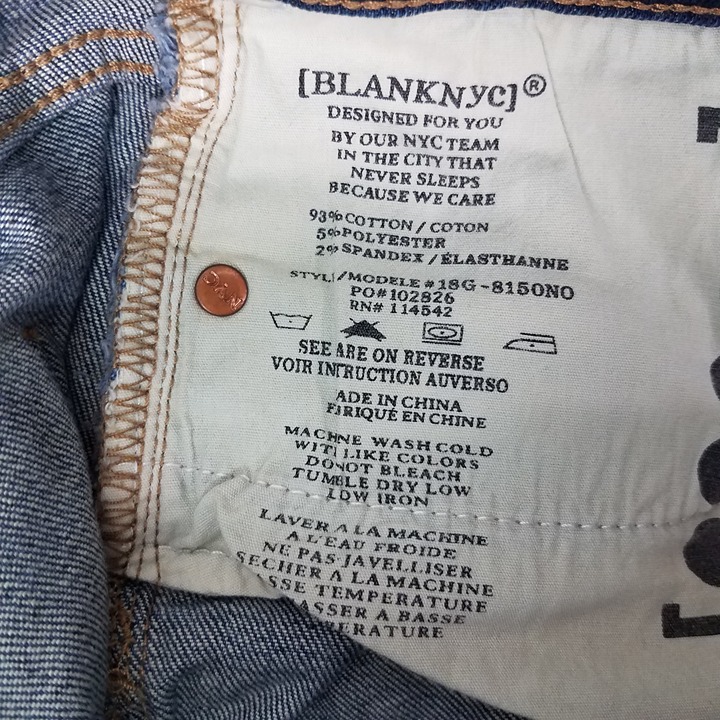 [BLANKNYC]®
DESIGNED FOR YOU
BY OUR NYC TEAM
IN THE CITY THAT
NEVER SLEEPS
BECAUSE WE CARE
93% COTTON / COTON
5% POLYESTER
2% SPANDEX / ÉLASTHANNE
STYL /MODELE #18G-8150NO
PO#102826
RN# 114542
SEE ARE ON REVERSE
VOIR INTRUCTION AUVERSO
ADE IN CHINA
F RIQUÉ EN CHINE
MACHNE WASH COLD
WIT LIKE COLORS
DO NOT BLEACH
TUMBLE DRY LOW
LOW IRON
LAVER A LA MACHINE
A L'EAU FROIDE
NE PAS JAVELLISER
SECHER A LA MACHINE
SSE TEMPERATURE
ASSER A BASSE
ERATURE